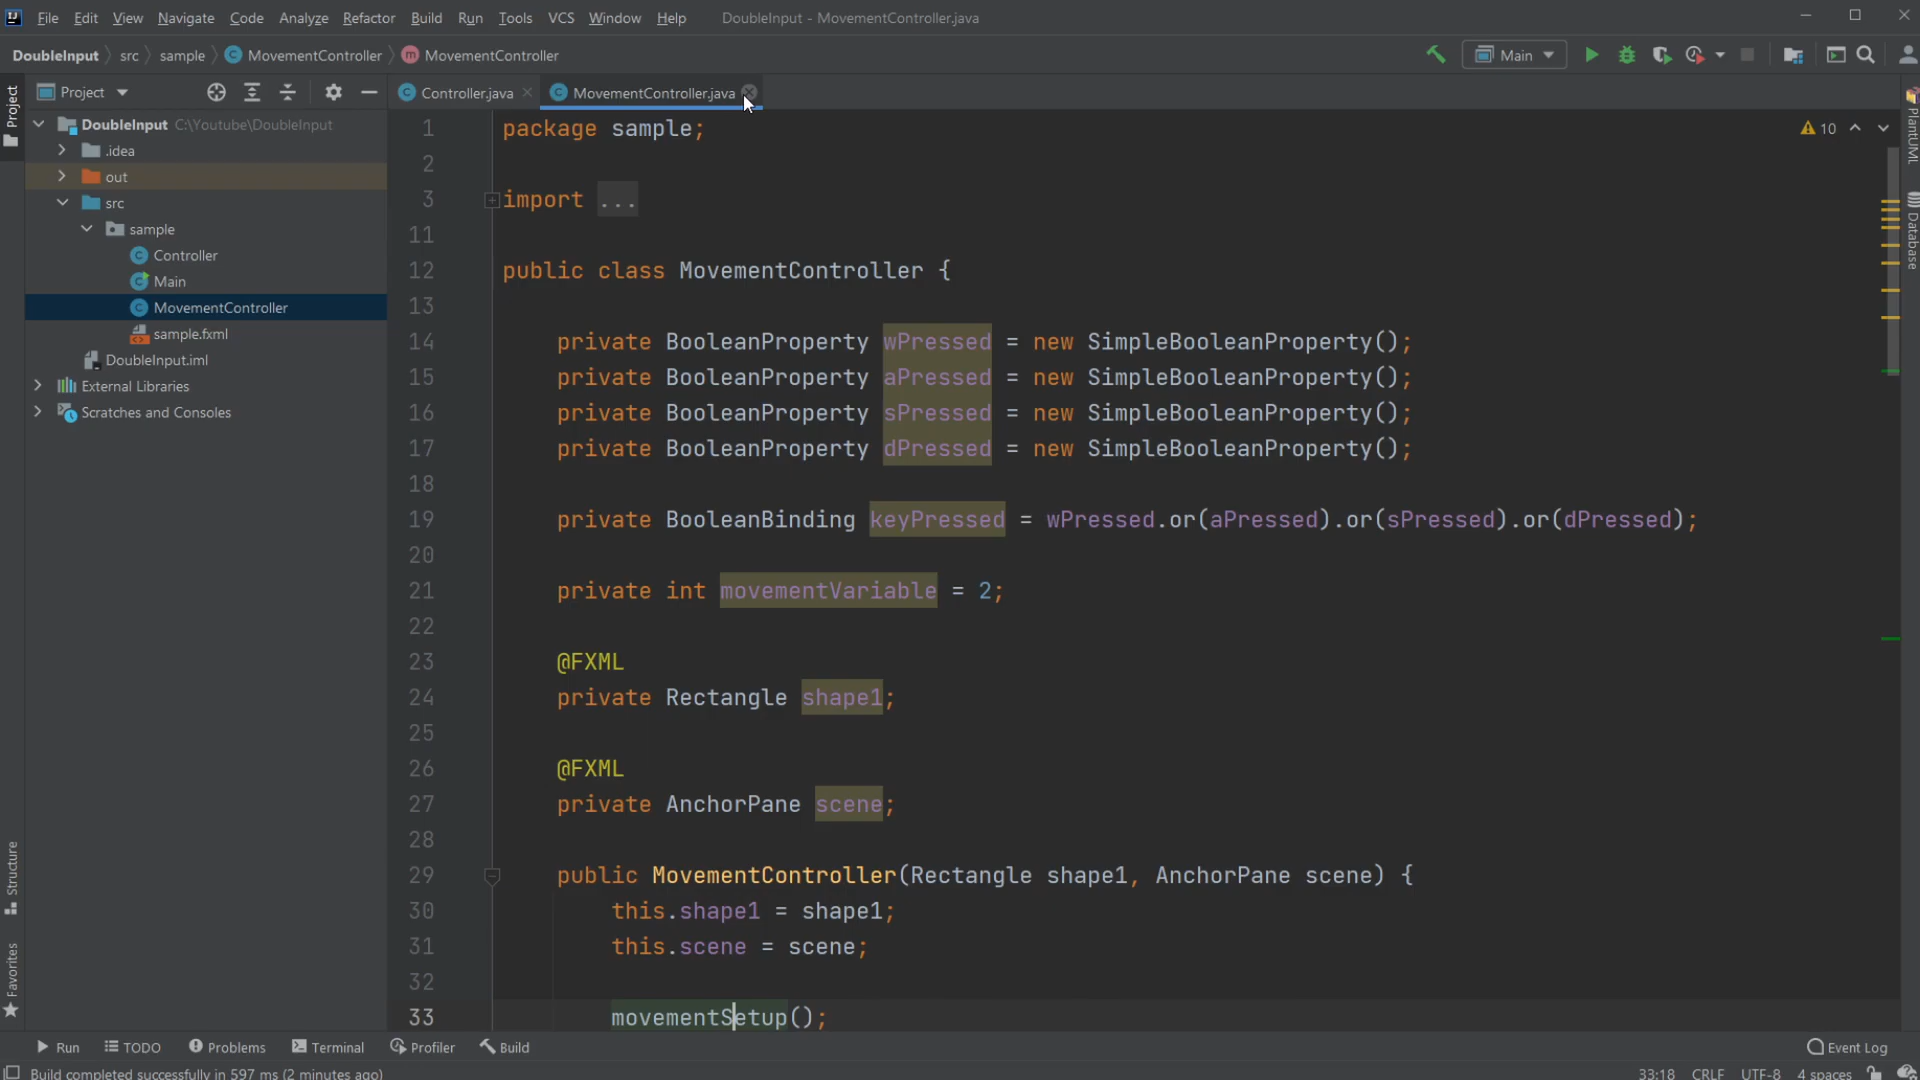 File Edit View Navigate Code Analyze Refactor Build Run Tools VCS Window Help DoubleInput - MovementController.java
DoubleInput src sample MovementController m MovementController Main
Project Controller.java MovementController.java
Project
DoubleInput C:\Youtube\DoubleInput
.idea
out
src
sample
Controller
Main
MovementController
sample.fxml
DoubleInput.iml
External Libraries
Scratches and Consoles
Structure
Favorites
10
1 package sample;
2
3 import ...
11
12 public class MovementController {
13
14 private BooleanProperty wPressed = new SimpleBooleanProperty();
15 private BooleanProperty aPressed = new SimpleBooleanProperty();
16 private BooleanProperty sPressed = new SimpleBooleanProperty();
17 private BooleanProperty dPressed = new SimpleBooleanProperty();
18
19 private BooleanBinding keyPressed = wPressed.or(aPressed).or(sPressed).or(dPressed);
20
21 private int movementVariable = 2;
22
23 @FXML
24 private Rectangle shape1;
25
26 @FXML
27 private AnchorPane scene;
28
29 public MovementController(Rectangle shape1, AnchorPane scene) {
30 this.shape1 = shape1;
31 this.scene = scene;
32
33 movementSetup();
PlantUML
Database
Run TODO Problems Terminal Profiler Build Event Log
Build completed successfully in 597 ms (2 minutes ago) 33:18 CRLF UTF-8 4 spaces